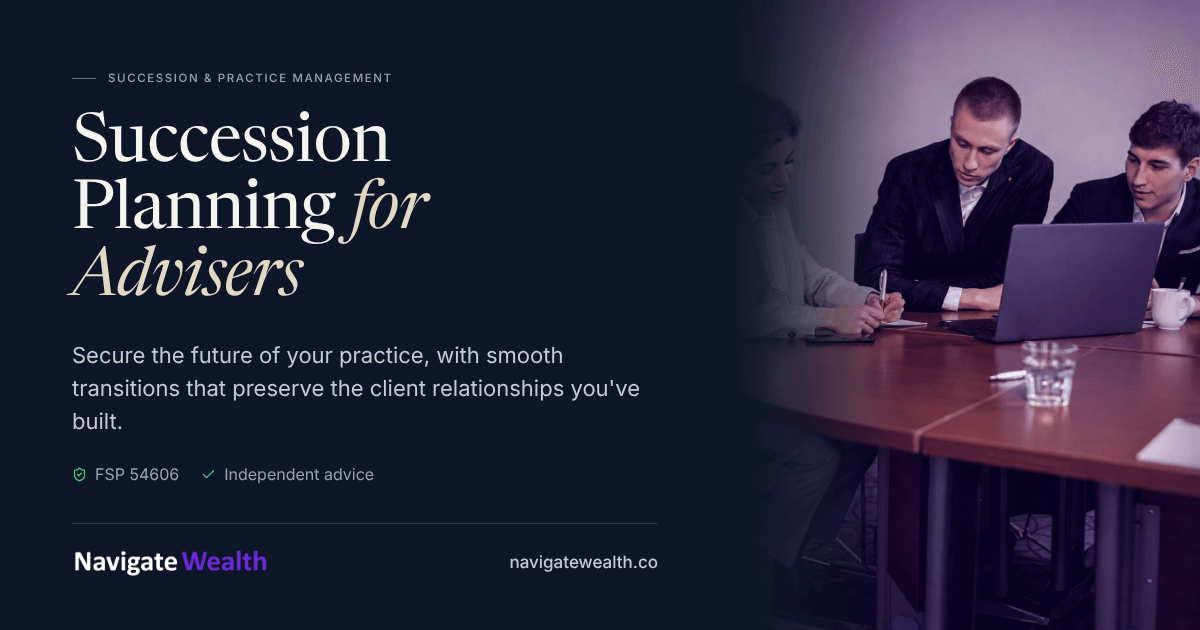 SUCCESSION & PRACTICE MANAGEMENT
Succession
Planning for
Advisers
Secure the future of your practice, with smooth
transitions that preserve the client relationships you've
built.
FSP 54606 Independent advice
Navigate Wealth navigatewealth.co